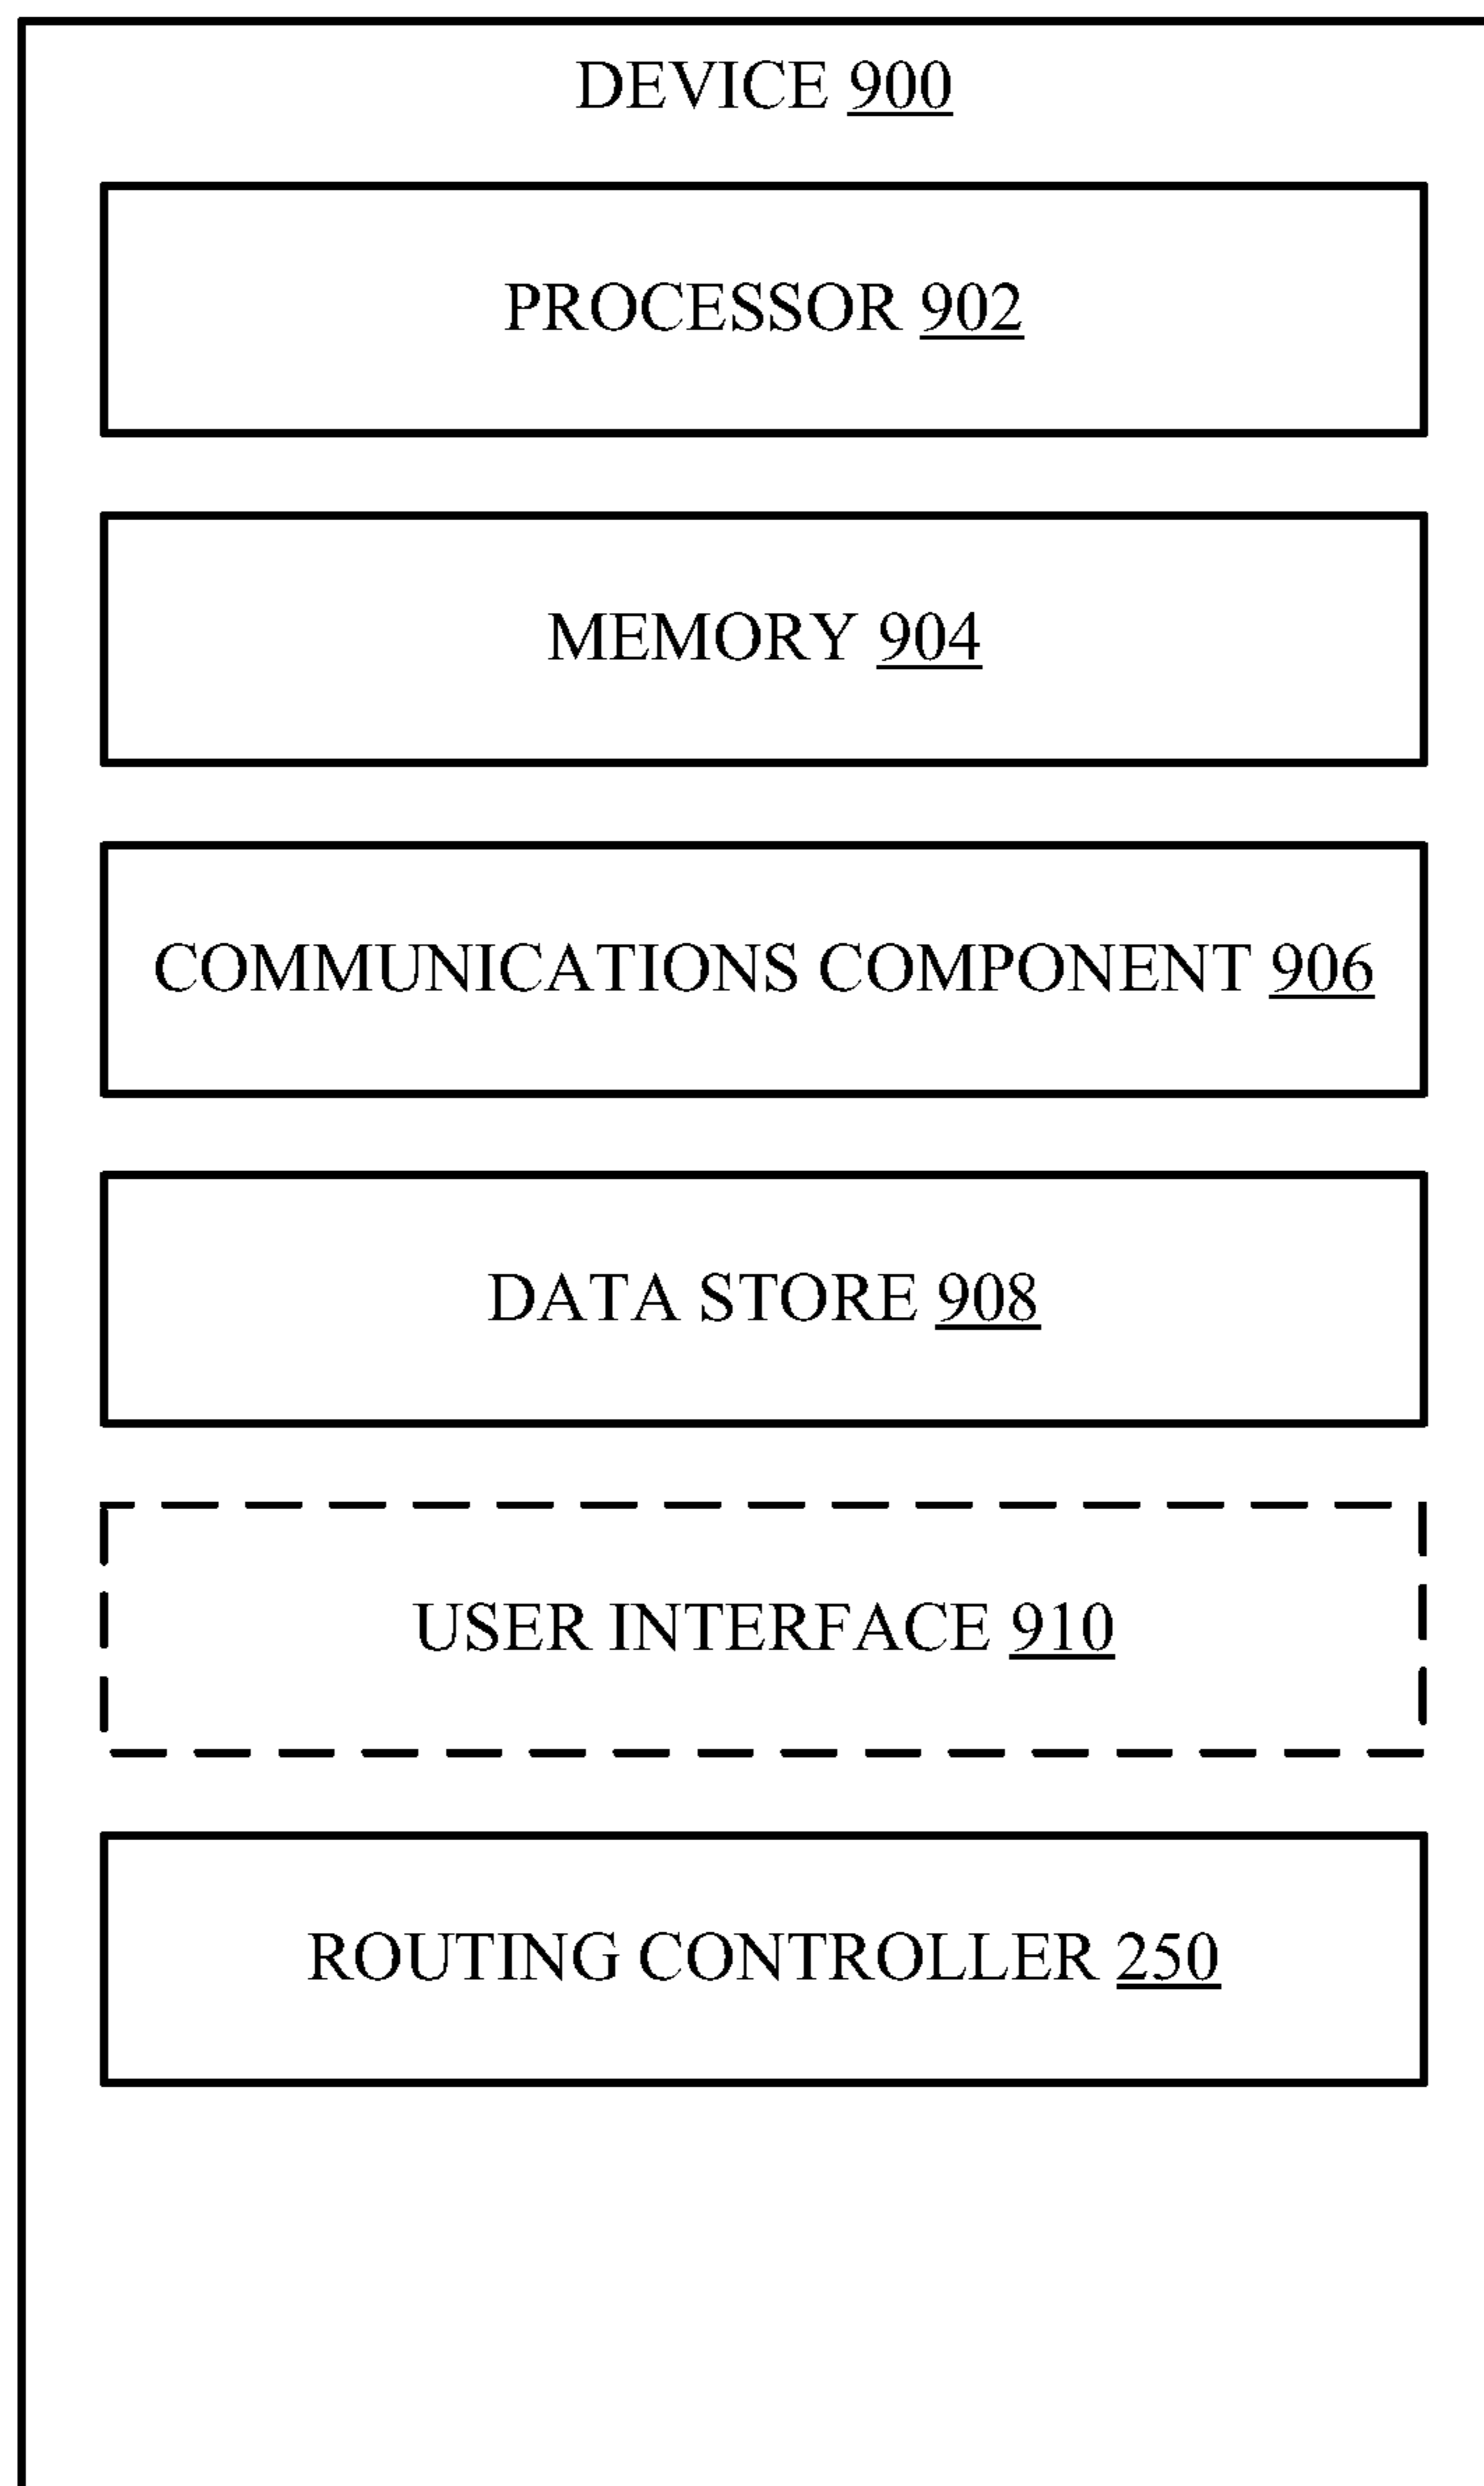 DEVICE 900
PROCESSOR 902
MEMORY 904
COMMUNICATIONS COMPONENT 906
DATA STORE 908
USER INTERFACE 910
ROUTING CONTROLLER 250